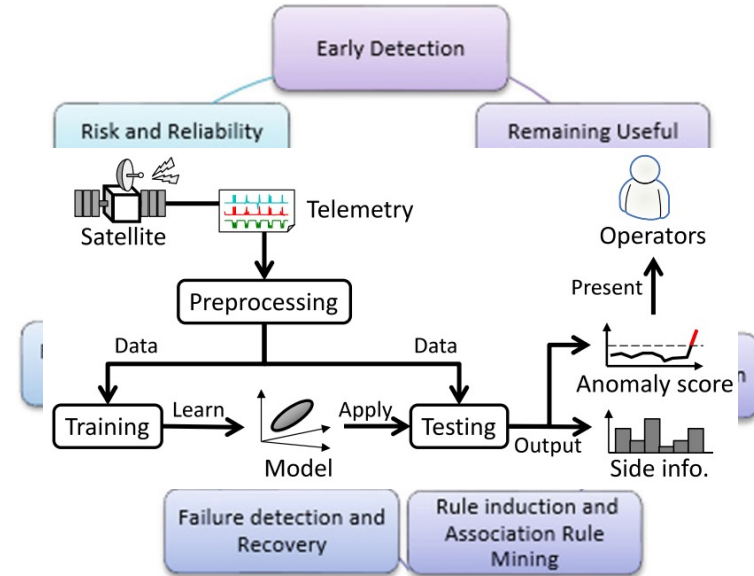 Early Detection
Risk and Reliability
Remaining Useful
Satellite
Telemetry
Operators
Preprocessing
Present
Data
Data
Anomaly score
Training
Learn
Model
Apply
Testing
Output
Side info.
Failure detection and
Recovery
Rule induction and
Association Rule
Mining